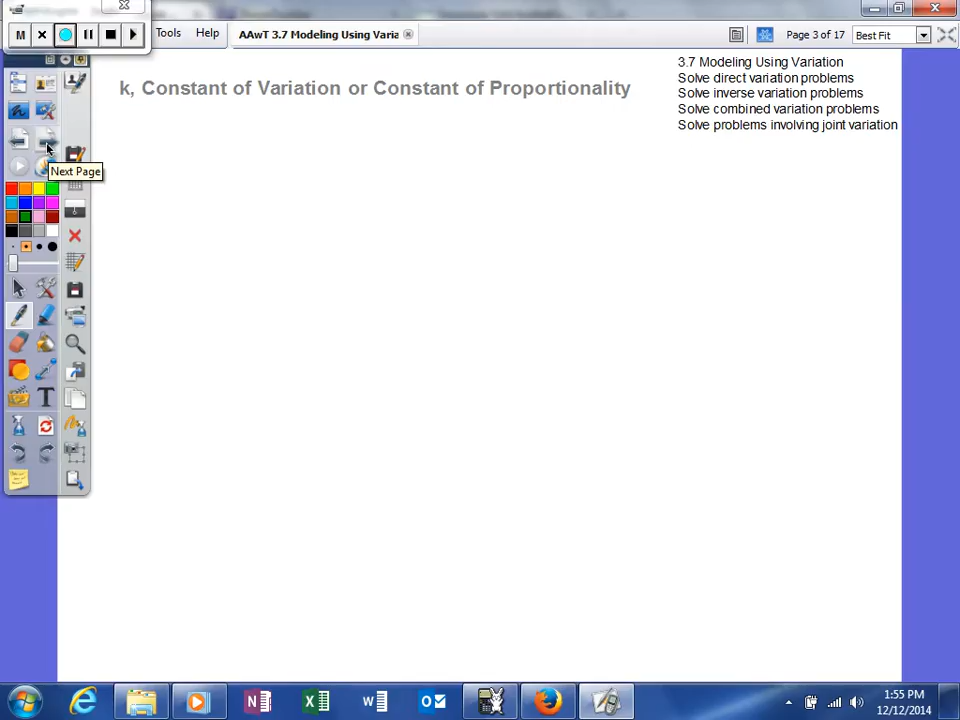 M
Tools
Help
AAwT 3.7 Modeling Using Varia
Page 3 of 17
Best Fit
k, Constant of Variation or Constant of Proportionality
3.7 Modeling Using Variation
Solve direct variation problems
Solve inverse variation problems
Solve combined variation problems
Solve problems involving joint variation
Next Page
T
1:55 PM
12/12/2014